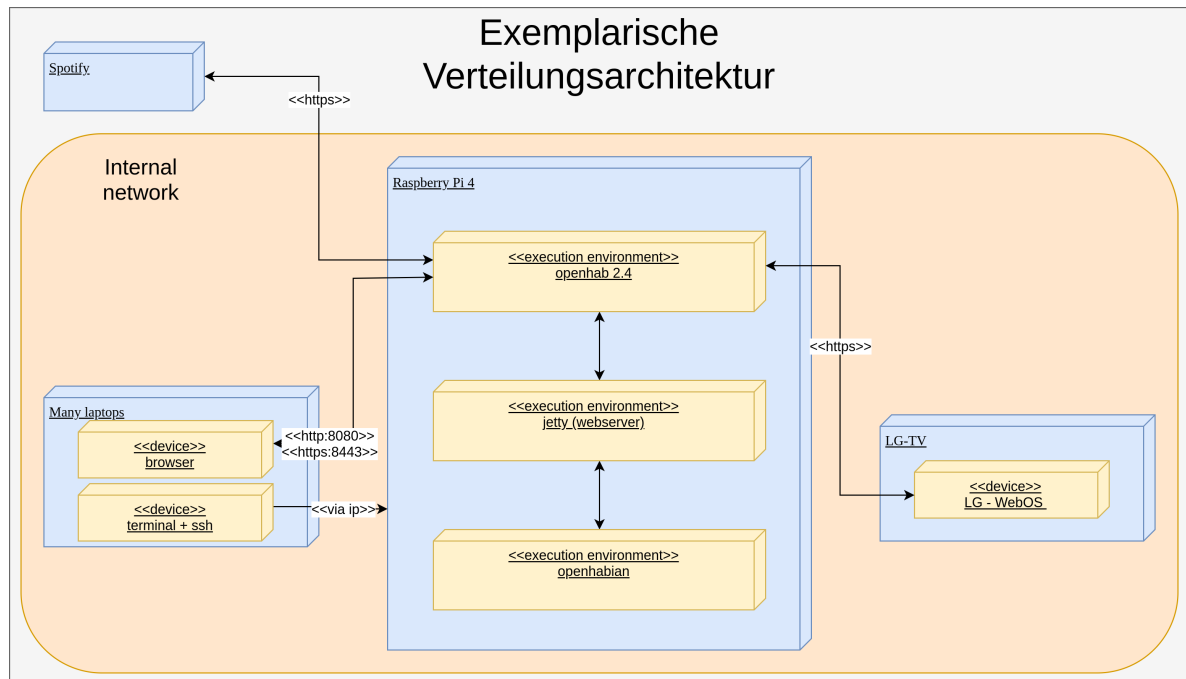 Exemplarische
Verteilungsarchitektur
Spotify
<<https>>
Internal
network
Raspberry Pi 4
<<execution environment>>
openhab 2.4
<<https>>
<<execution environment>>
jetty (webserver)
Many laptops
<<device>>
browser
<<http:8080>>
<<https:8443>>
<<device>>
terminal + ssh
<<via ip>>
LG-TV
<<device>>
LG - WebOS
<<execution environment>>
openhabian